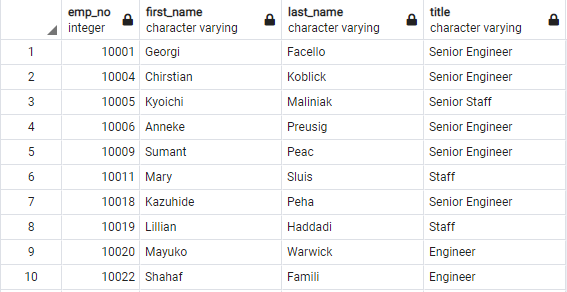 emp_no first_name last_name title
integer character varying character varying character varying
1 10001 Georgi Facello Senior Engineer
2 10004 Chirstian Koblick Senior Engineer
3 10005 Kyoichi Maliniak Senior Staff
4 10006 Anneke Preusig Senior Engineer
5 10009 Sumant Peac Senior Engineer
6 10011 Mary Sluis Staff
7 10018 Kazuhide Peha Senior Engineer
8 10019 Lillian Haddadi Staff
9 10020 Mayuko Warwick Engineer
10 10022 Shahaf Famili Engineer